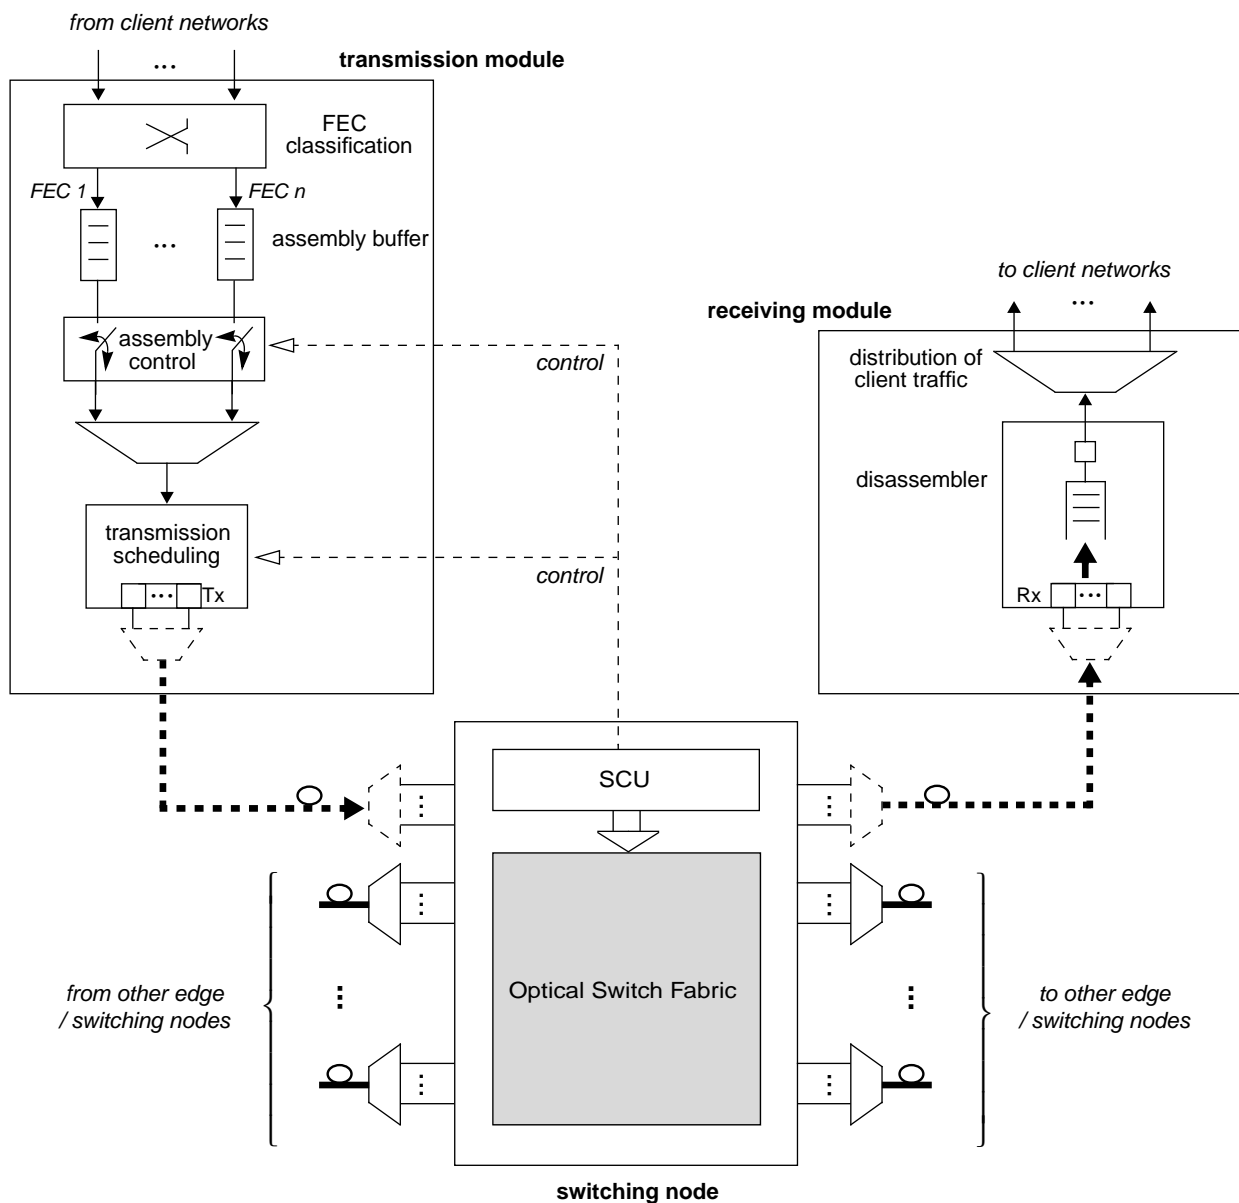 from client networks
...
transmission module
FEC
classification
FEC 1
FEC n
...
assembly buffer
assembly
control
control
transmission
scheduling
control
... Tx
to client networks
...
receiving module
distribution of
client traffic
disassembler
Rx ...
SCU
...
...
...
...
Optical Switch Fabric
from other edge
/ switching nodes
...
to other edge
/ switching nodes
...
...
...
switching node